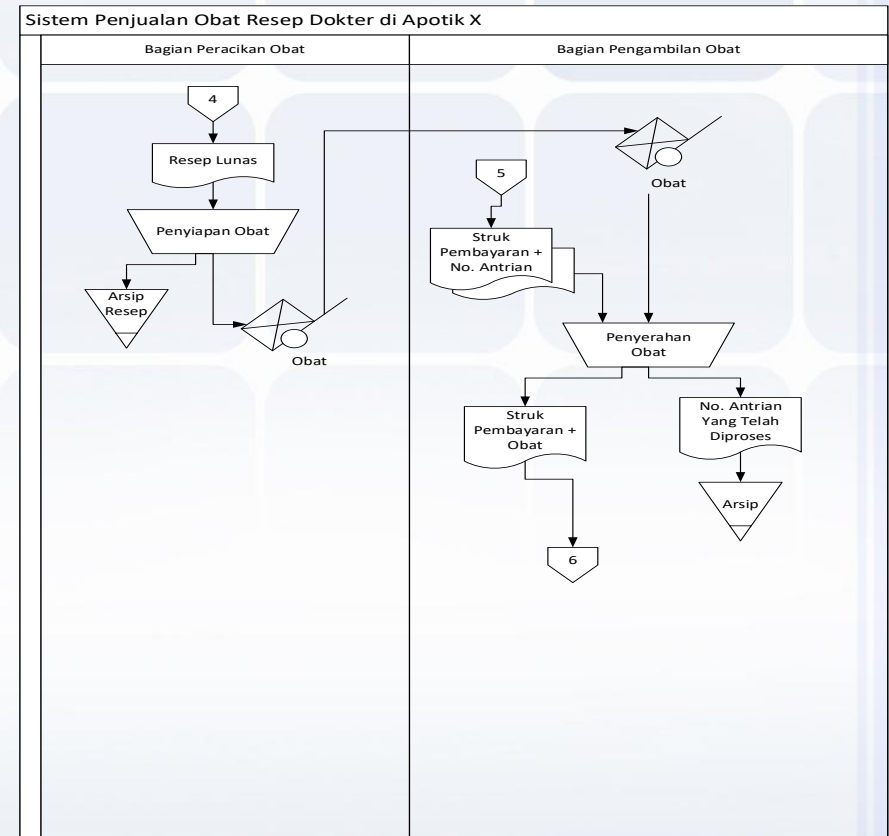 Sistem Penjualan Obat Resep Dokter di Apotik X
Bagian Peracikan Obat
Bagian Pengambilan Obat
4
Resep Lunas
Penyiapan Obat
Arsip
Resep
Obat
Obat
5
Struk
Pembayaran +
No. Antrian
Penyerahan
Obat
Struk
Pembayaran +
Obat
No. Antrian
Yang Telah
Diproses
Arsip
6